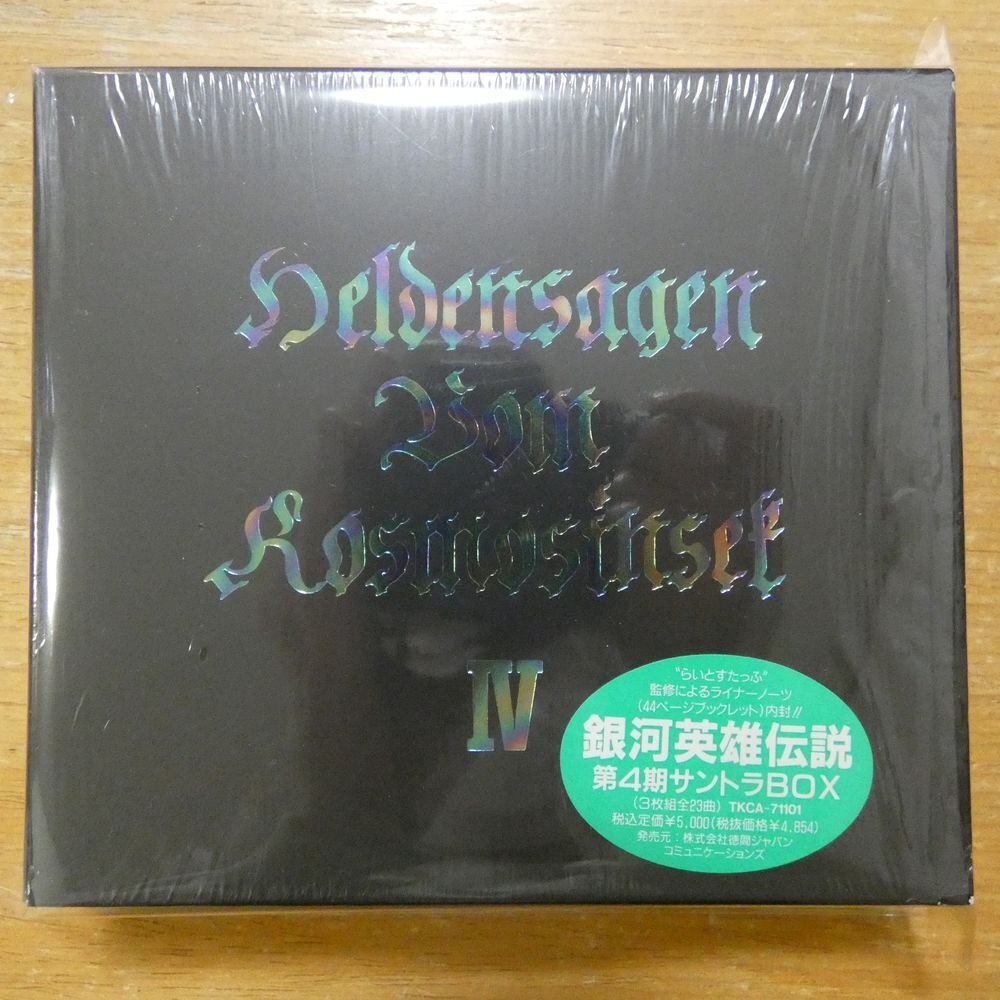 Heldensagen
Vom
Kosmosinsel
IV
"らいとすたっふ"
監修によるライナーノーツ
(44ページブックレット)内封!!
銀河英雄伝説
第4期サントラBOX
(3枚組全23曲) TKCA-71101
税込定価¥5,000(税抜価格¥4,854)
発売元:株式会社徳間ジャパン
コミュニケーションズ